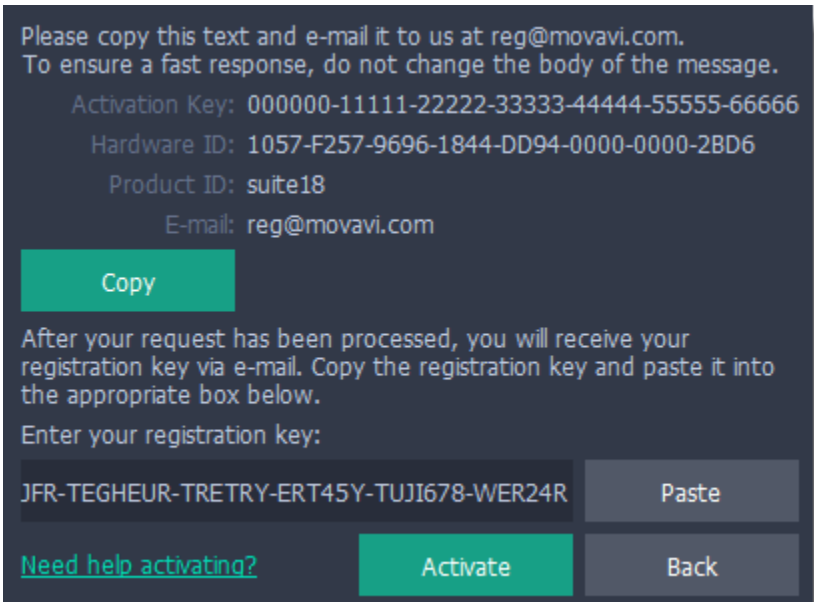 Please copy this text and e-mail it to us at reg@movavi.com.
To ensure a fast response, do not change the body of the message.
Activation Key: 000000-11111-22222-33333-44444-55555-66666
Hardware ID: 1057-F257-9696-1844-DD94-0000-0000-2BD6
Product ID: suite18
E-mail: reg@movavi.com
Copy
After your request has been processed, you will receive your
registration key via e-mail. Copy the registration key and paste it into
the appropriate box below.
Enter your registration key:
JFR-TEGHEUR-TRETRY-ERT45Y-TUJI678-WER24R Paste
Need help activating? Activate Back